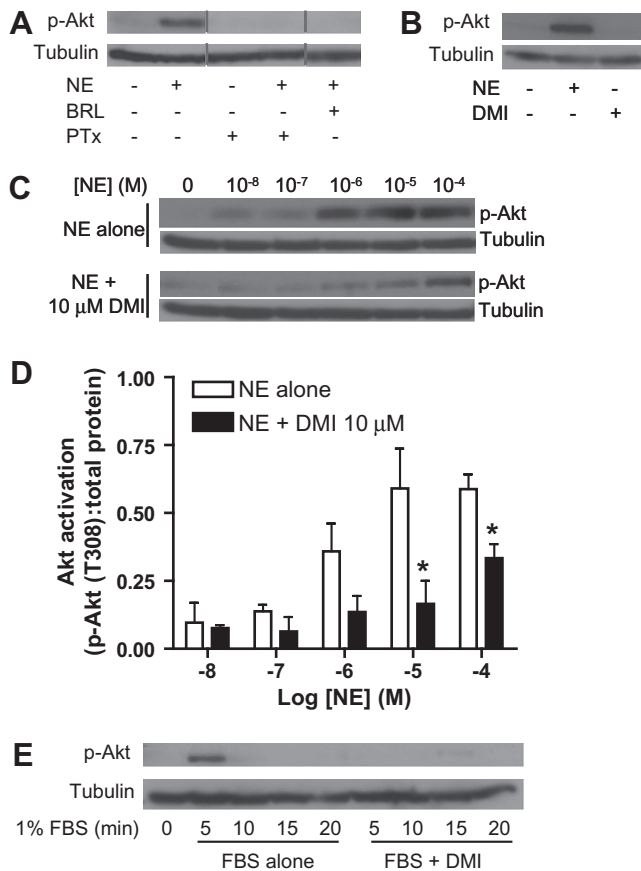 A
p-Akt
Tubulin
NE - + - + +
BRL - - - - +
PTx - - + + -
B
p-Akt
Tubulin
NE - + -
DMI - - +
C
[NE] (M) 0 10⁻⁸ 10⁻⁷ 10⁻⁶ 10⁻⁵ 10⁻⁴
NE alone
p-Akt
Tubulin
NE +
10 μM DMI
p-Akt
Tubulin
D
Akt activation
(p-Akt (T308):total protein)
1.00
0.75
0.50
0.25
0.00
NE alone
NE + DMI 10 μM
* *
-8 -7 -6 -5 -4
Log [NE] (M)
E
p-Akt
Tubulin
1% FBS (min) 0 5 10 15 20 5 10 15 20
FBS alone FBS + DMI